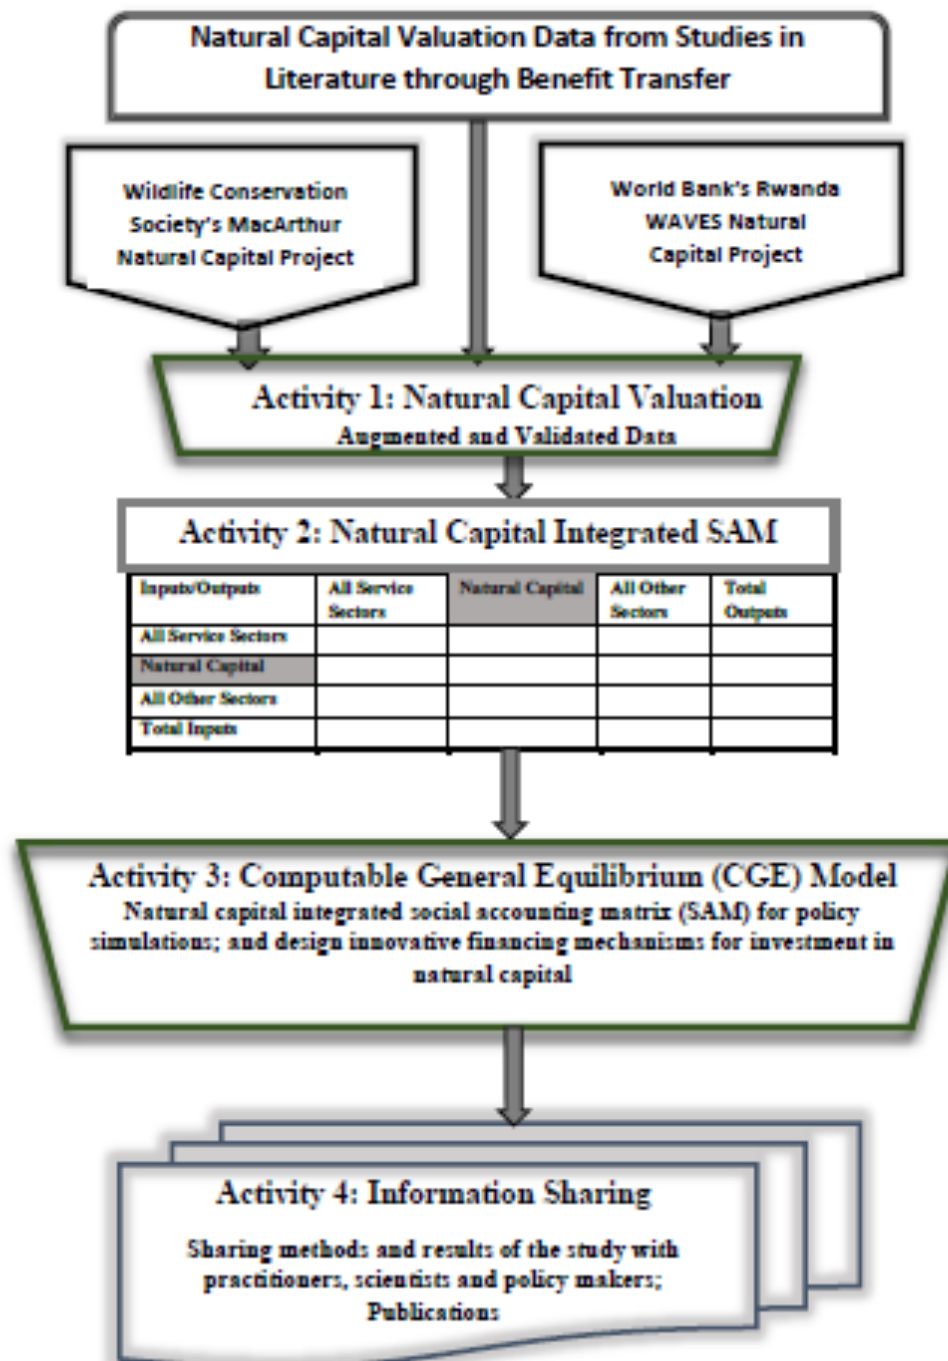 Natural Capital Valuation Data from Studies in
Literature through Benefit Transfer
Wildlife Conservation
Society's MacArthur
Natural Capital Project
World Bank's Rwanda
WAVES Natural
Capital Project
Activity 1: Natural Capital Valuation
Augmented and Validated Data
Activity 2: Natural Capital Integrated SAM
Inputs/Outputs
All Service
Sectors
Natural Capital
All Other
Sectors
Total
Outputs
All Service Sectors
Natural Capital
All Other Sectors
Total Inputs
Activity 3: Computable General Equilibrium (CGE) Model
Natural capital integrated social accounting matrix (SAM) for policy
simulations; and design innovative financing mechanisms for investment in
natural capital
Activity 4: Information Sharing
Sharing methods and results of the study with
practitioners, scientists and policy makers;
Publications